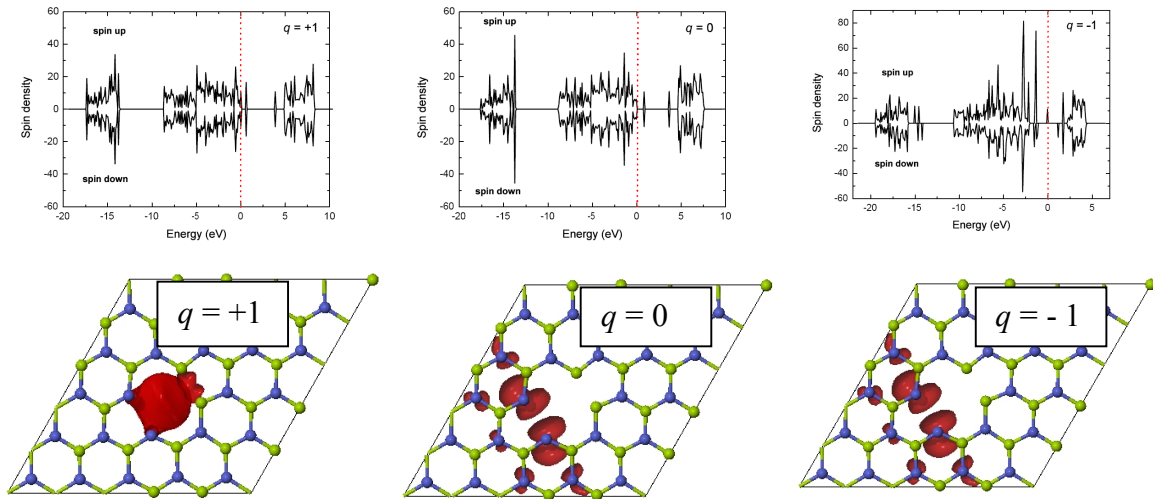 60
40
20
0
-20
-40
-60
-20 -15 -10 -5 0 5 10
Spin density
Energy (eV)
spin up
spin down
q = +1
60
40
20
0
-20
-40
-60
-20 -15 -10 -5 0 5 10
Spin density
Energy (eV)
spin up
spin down
q = 0
80
60
40
20
0
-20
-40
-60
-20 -15 -10 -5 0 5
Spin density
Energy (eV)
spin up
spin down
q = -1
q = +1
q = 0
q = - 1